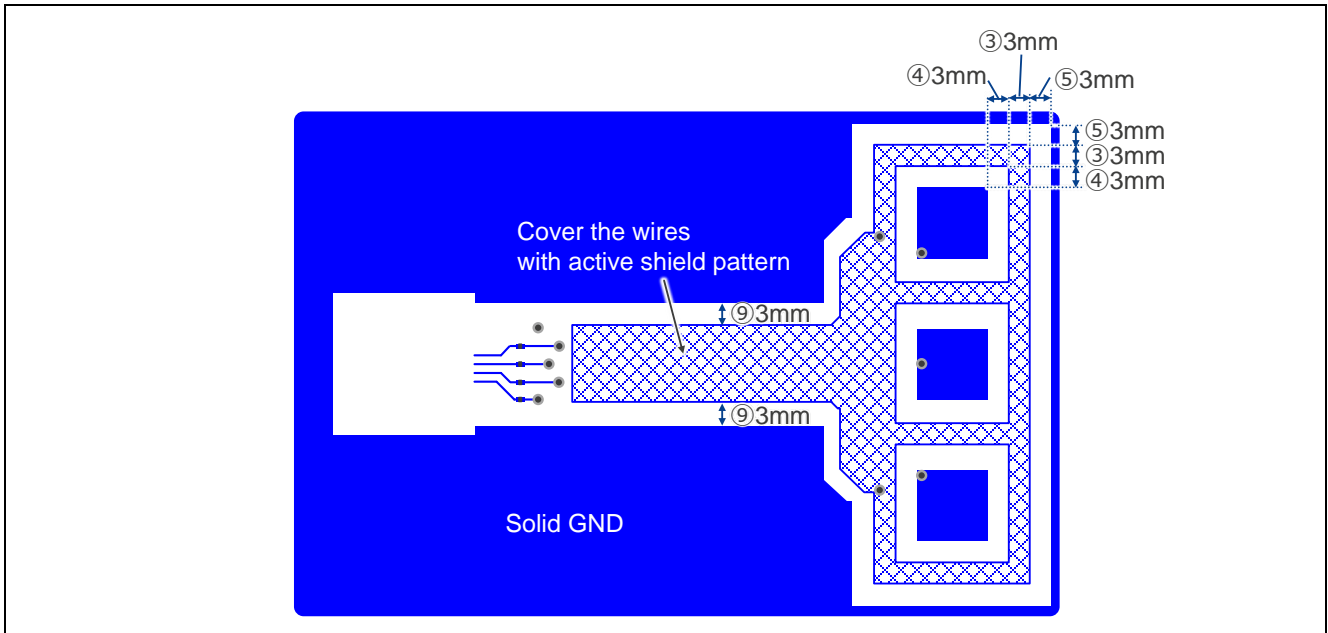 ③3mm
④3mm
⑤3mm
⑤3mm
③3mm
④3mm
Cover the wires
with active shield pattern
⑨3mm
⑨3mm
Solid GND